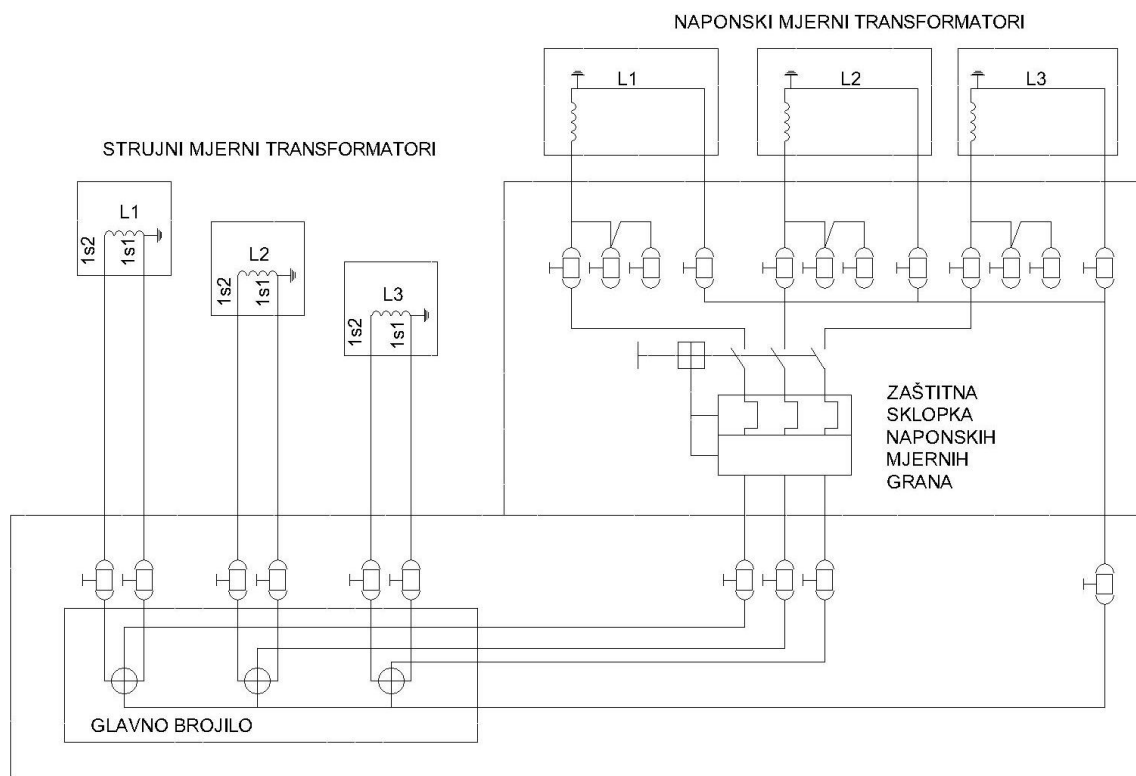 NAPONSKI MJERNI TRANSFORMATORI
L1
L2
L3
STRUJNI MJERNI TRANSFORMATORI
L1
1s2
1s1
L2
1s2
1s1
L3
1s2
1s1
ZAŠTITNA
SKLOPKA
NAPONSKIH
MJERNIH
GRANA
GLAVNO BROJILO